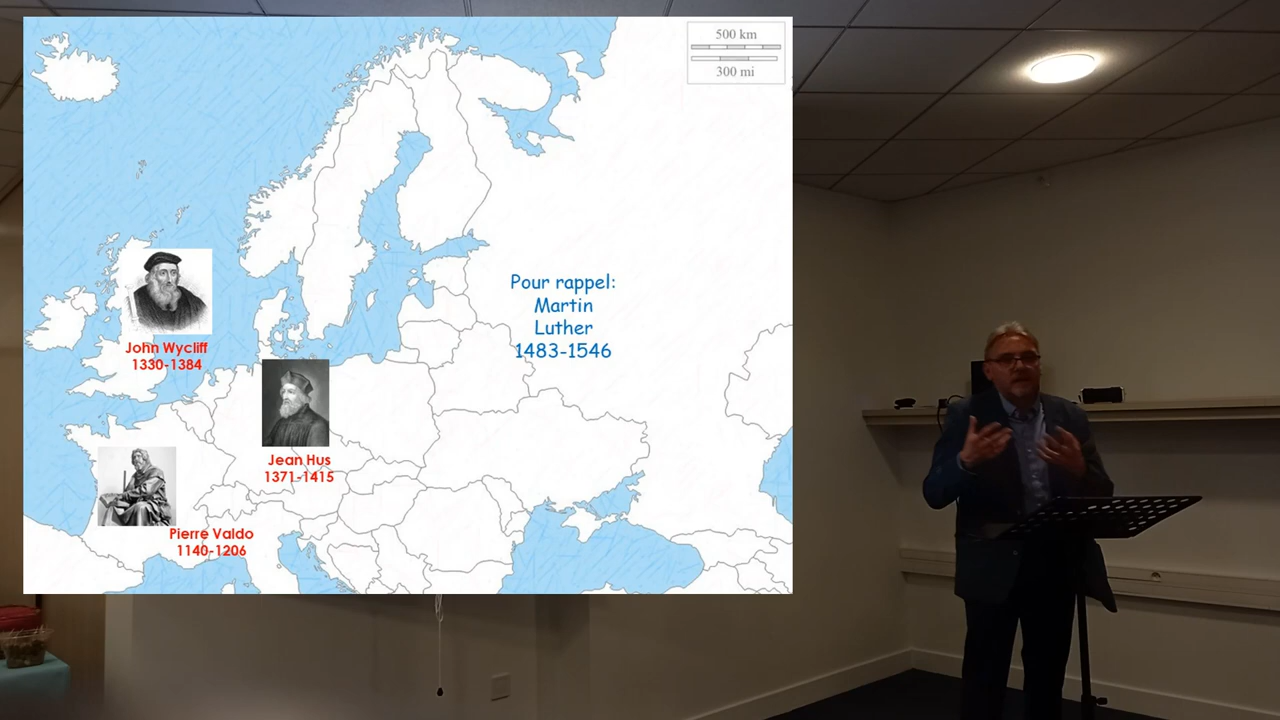 500 km
300 mi
Pour rappel:
Martin
Luther
1483-1546
John Wycliff
1330-1384
Jean Hus
1371-1415
Pierre Valdo
1140-1206